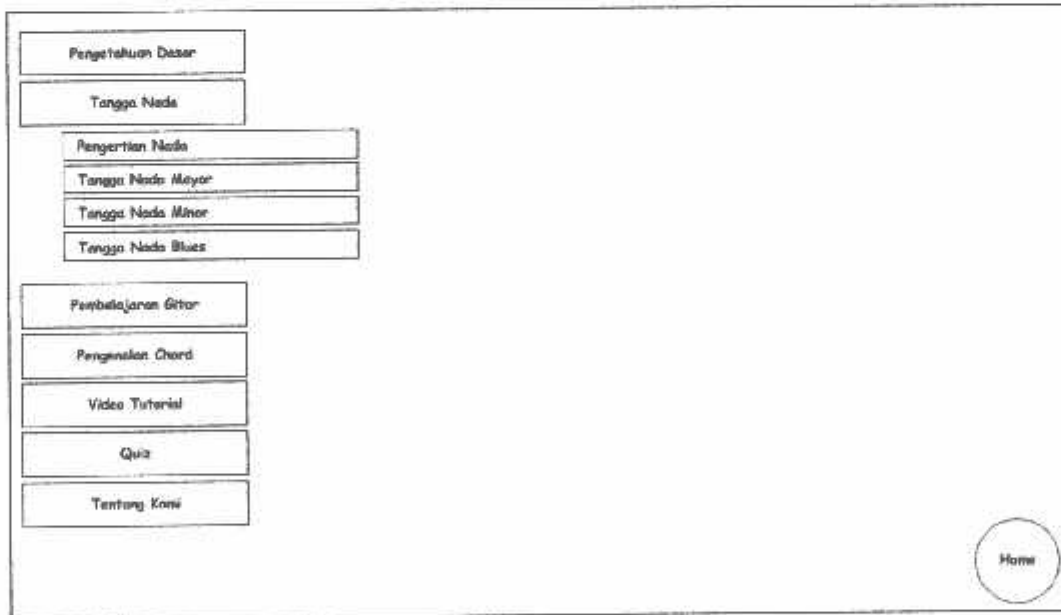 Pengetahuan Dasar
Tangga Nada
Pengertian Nada
Tangga Nada Mayor
Tangga Nada Minor
Tangga Nada Blues
Pembelajaran Gitar
Pengenalan Chord
Video Tutorial
Quiz
Tentang Kami
Home